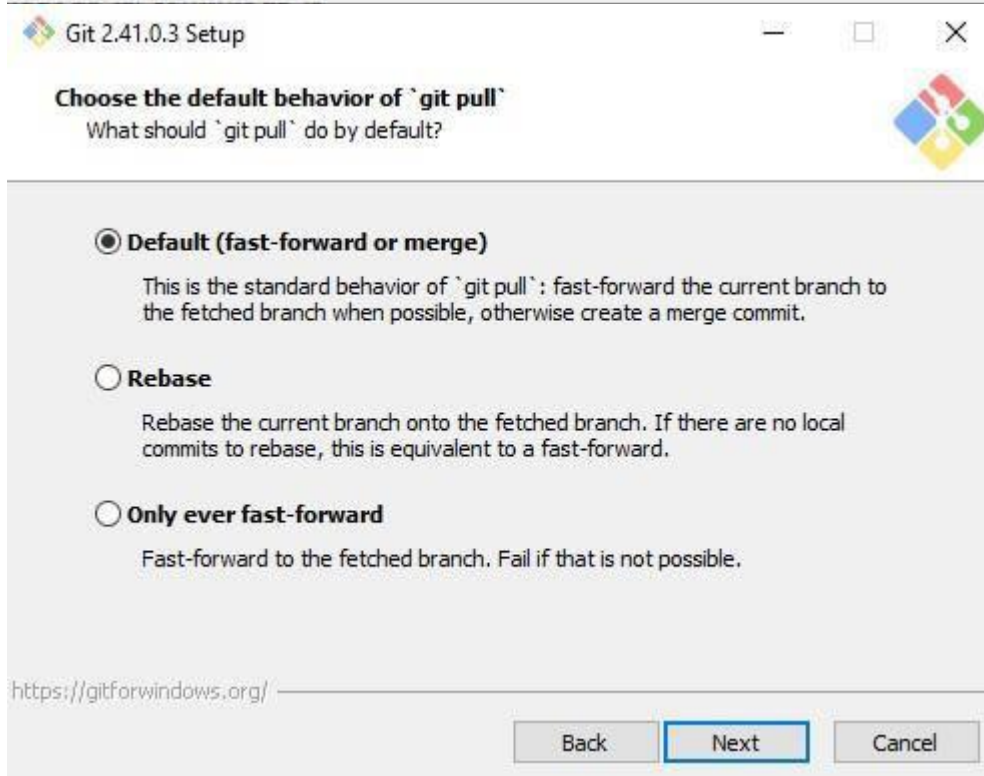 Git 2.41.0.3 Setup
Choose the default behavior of `git pull`
What should `git pull` do by default?
Default (fast-forward or merge)
This is the standard behavior of `git pull`: fast-forward the current branch to
the fetched branch when possible, otherwise create a merge commit.
Rebase
Rebase the current branch onto the fetched branch. If there are no local
commits to rebase, this is equivalent to a fast-forward.
Only ever fast-forward
Fast-forward to the fetched branch. Fail if that is not possible.
https://gitforwindows.org/
Back Next Cancel